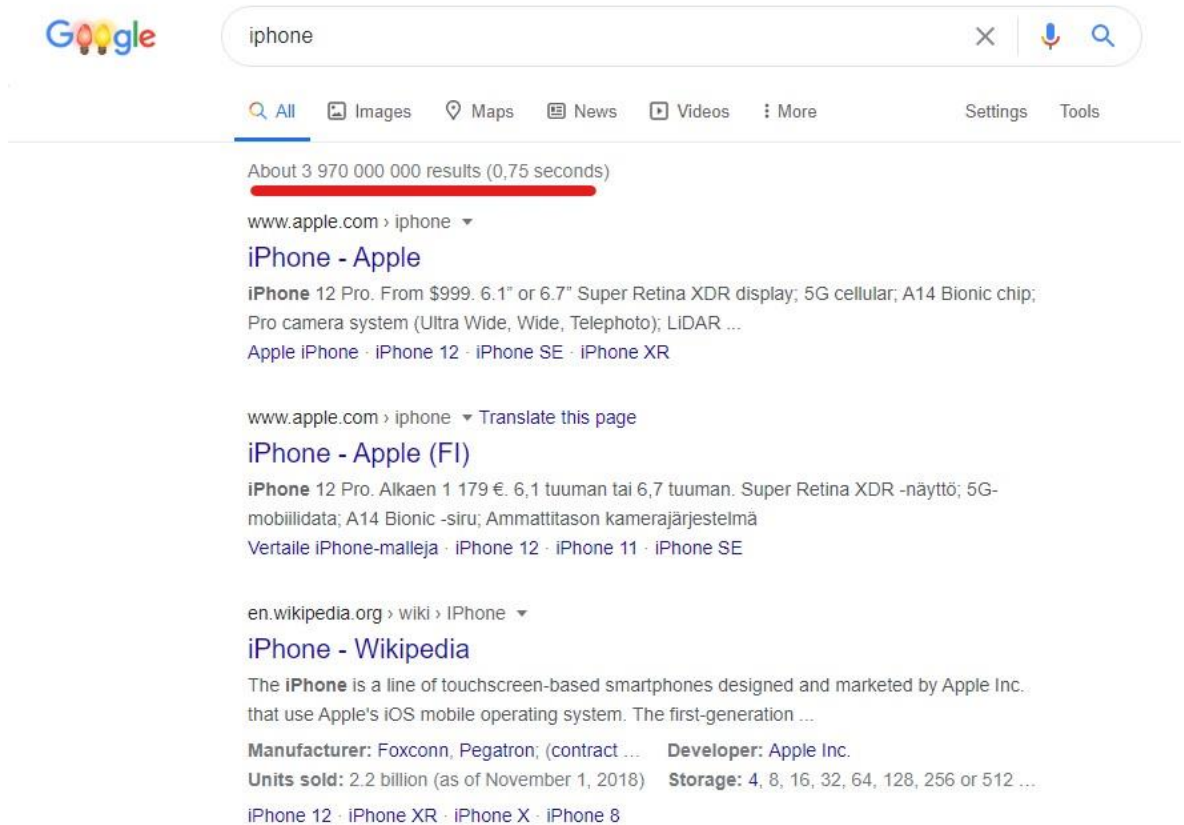 Google
iphone
All Images Maps News Videos More Settings Tools
About 3 970 000 000 results (0,75 seconds)
www.apple.com › iphone
iPhone - Apple
iPhone 12 Pro. From $999. 6.1” or 6.7” Super Retina XDR display; 5G cellular; A14 Bionic chip;
Pro camera system (Ultra Wide, Wide, Telephoto); LiDAR ...
Apple iPhone · iPhone 12 · iPhone SE · iPhone XR
www.apple.com › iphone Translate this page
iPhone - Apple (FI)
iPhone 12 Pro. Alkaen 1 179 €. 6,1 tuuman tai 6,7 tuuman. Super Retina XDR -näyttö; 5G-
mobiilidata; A14 Bionic -siru; Ammattitason kamerajärjestelmä
Vertaile iPhone-malleja · iPhone 12 · iPhone 11 · iPhone SE
en.wikipedia.org › wiki › IPhone
iPhone - Wikipedia
The iPhone is a line of touchscreen-based smartphones designed and marketed by Apple Inc.
that use Apple's iOS mobile operating system. The first-generation ...
Manufacturer: Foxconn, Pegatron; (contract ... Developer: Apple Inc.
Units sold: 2.2 billion (as of November 1, 2018) Storage: 4, 8, 16, 32, 64, 128, 256 or 512 ...
iPhone 12 · iPhone XR · iPhone X · iPhone 8